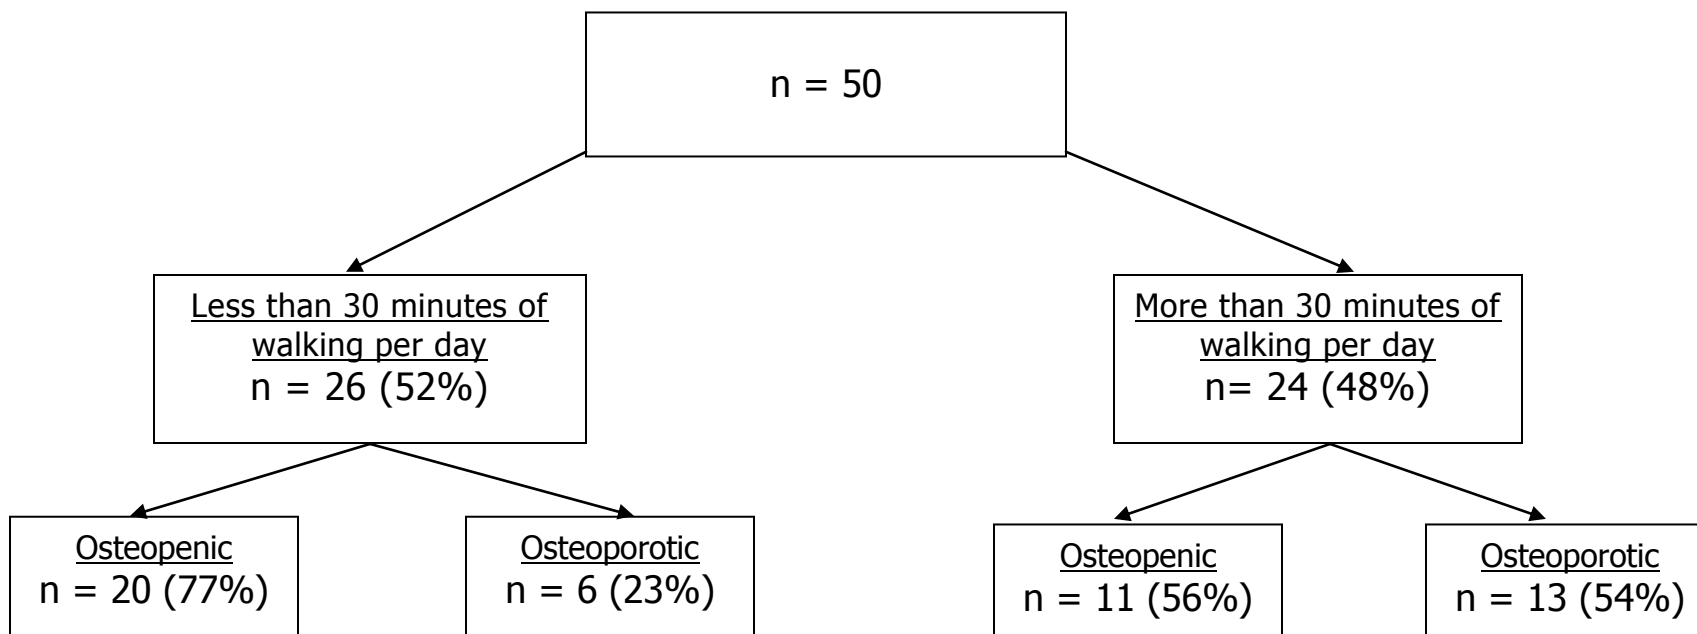 n = 50
Less than 30 minutes of
walking per day
n = 26 (52%)
More than 30 minutes of
walking per day
n= 24 (48%)
Osteopenic
n = 20 (77%)
Osteoporotic
n = 6 (23%)
Osteopenic
n = 11 (56%)
Osteoporotic
n = 13 (54%)